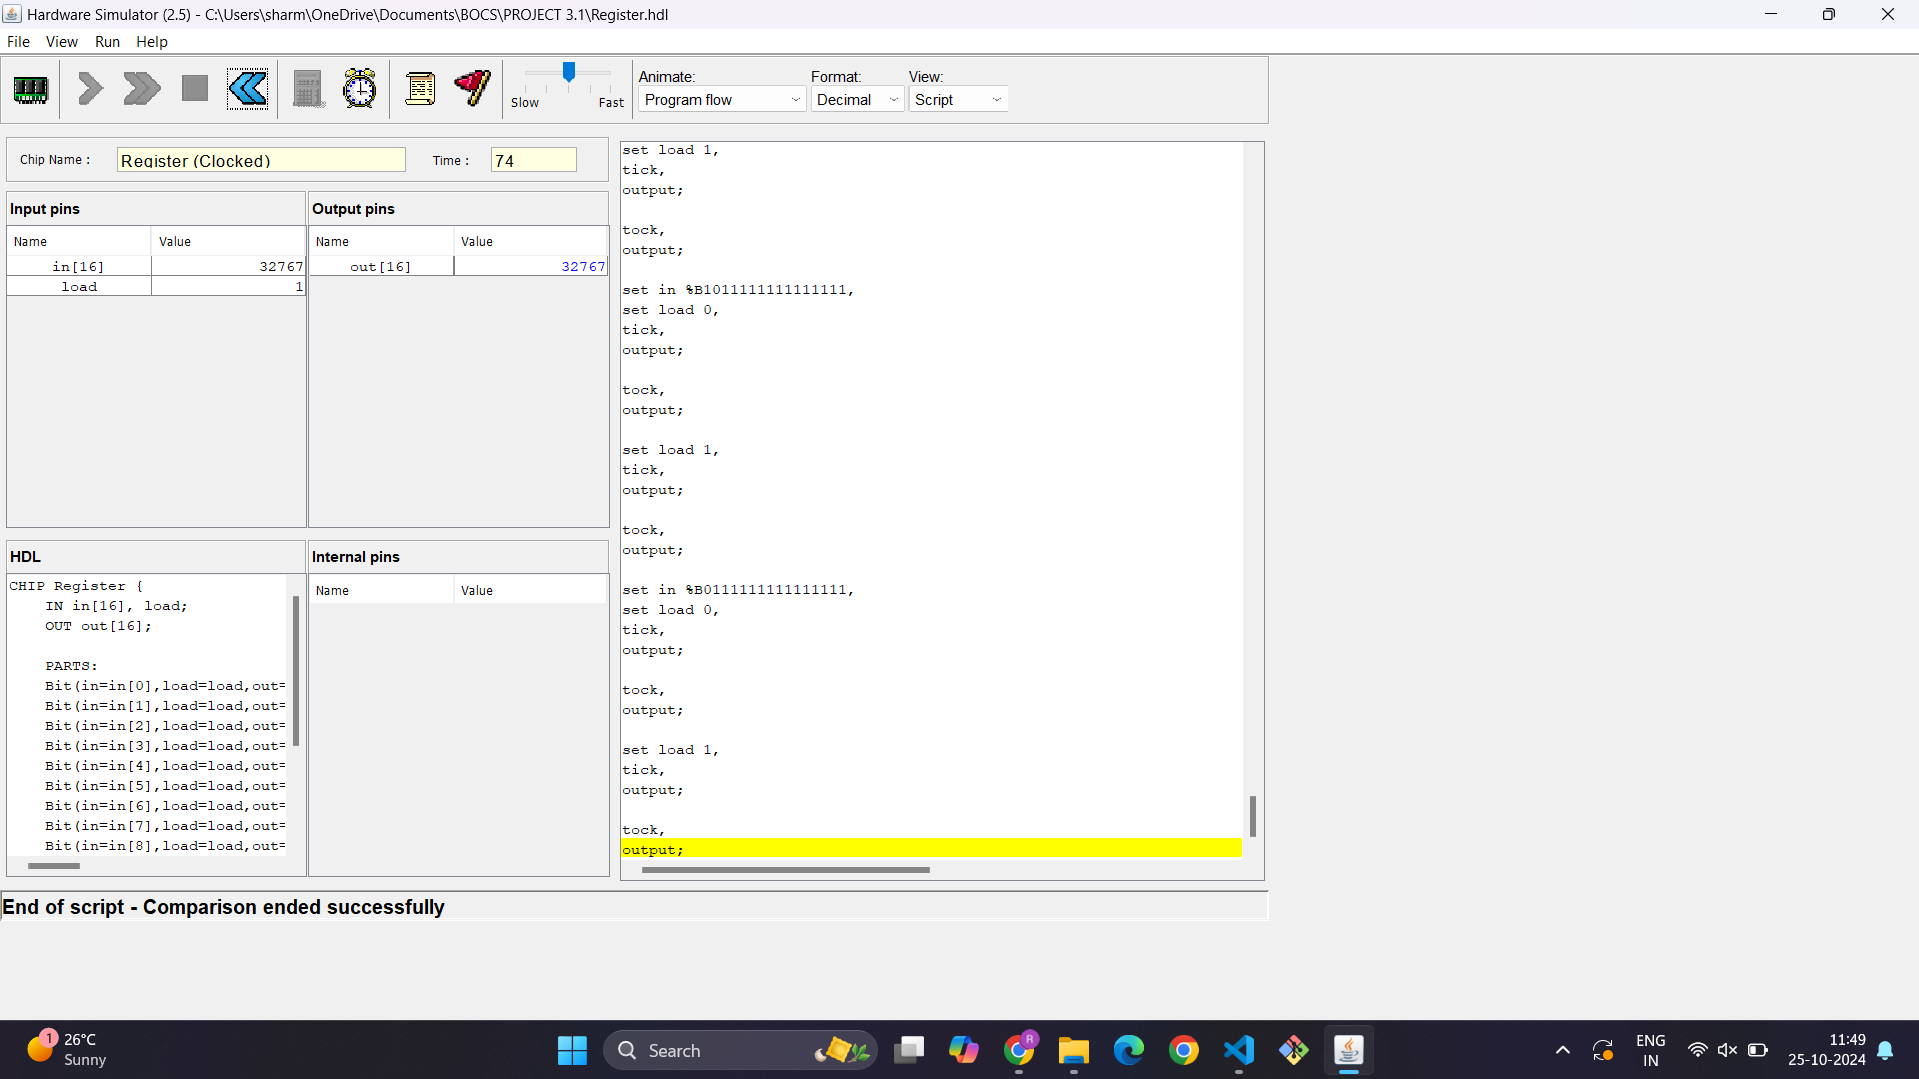 Hardware Simulator (2.5) - C:\Users\sharm\OneDrive\Documents\BOCS\PROJECT 3.1\Register.hdl
File View Run Help
Slow Fast
Animate: Format: View:
Program flow Decimal Script
Chip Name : Register (Clocked) Time : 74
Input pins
Name Value
in[16] 32767
load 1
Output pins
Name Value
out[16] 32767
HDL
CHIP Register {
IN in[16], load;
OUT out[16];
PARTS:
Bit(in=in[0],load=load,out=
Bit(in=in[1],load=load,out=
Bit(in=in[2],load=load,out=
Bit(in=in[3],load=load,out=
Bit(in=in[4],load=load,out=
Bit(in=in[5],load=load,out=
Bit(in=in[6],load=load,out=
Bit(in=in[7],load=load,out=
Bit(in=in[8],load=load,out=
Internal pins
Name Value
set load 1,
tick,
output;
tock,
output;
set in %B1011111111111111,
set load 0,
tick,
output;
tock,
output;
set load 1,
tick,
output;
tock,
output;
set in %B0111111111111111,
set load 0,
tick,
output;
tock,
output;
set load 1,
tick,
output;
tock,
output;
End of script - Comparison ended successfully
1
26°C
Sunny
Search
R
ENG
IN
11:49
25-10-2024